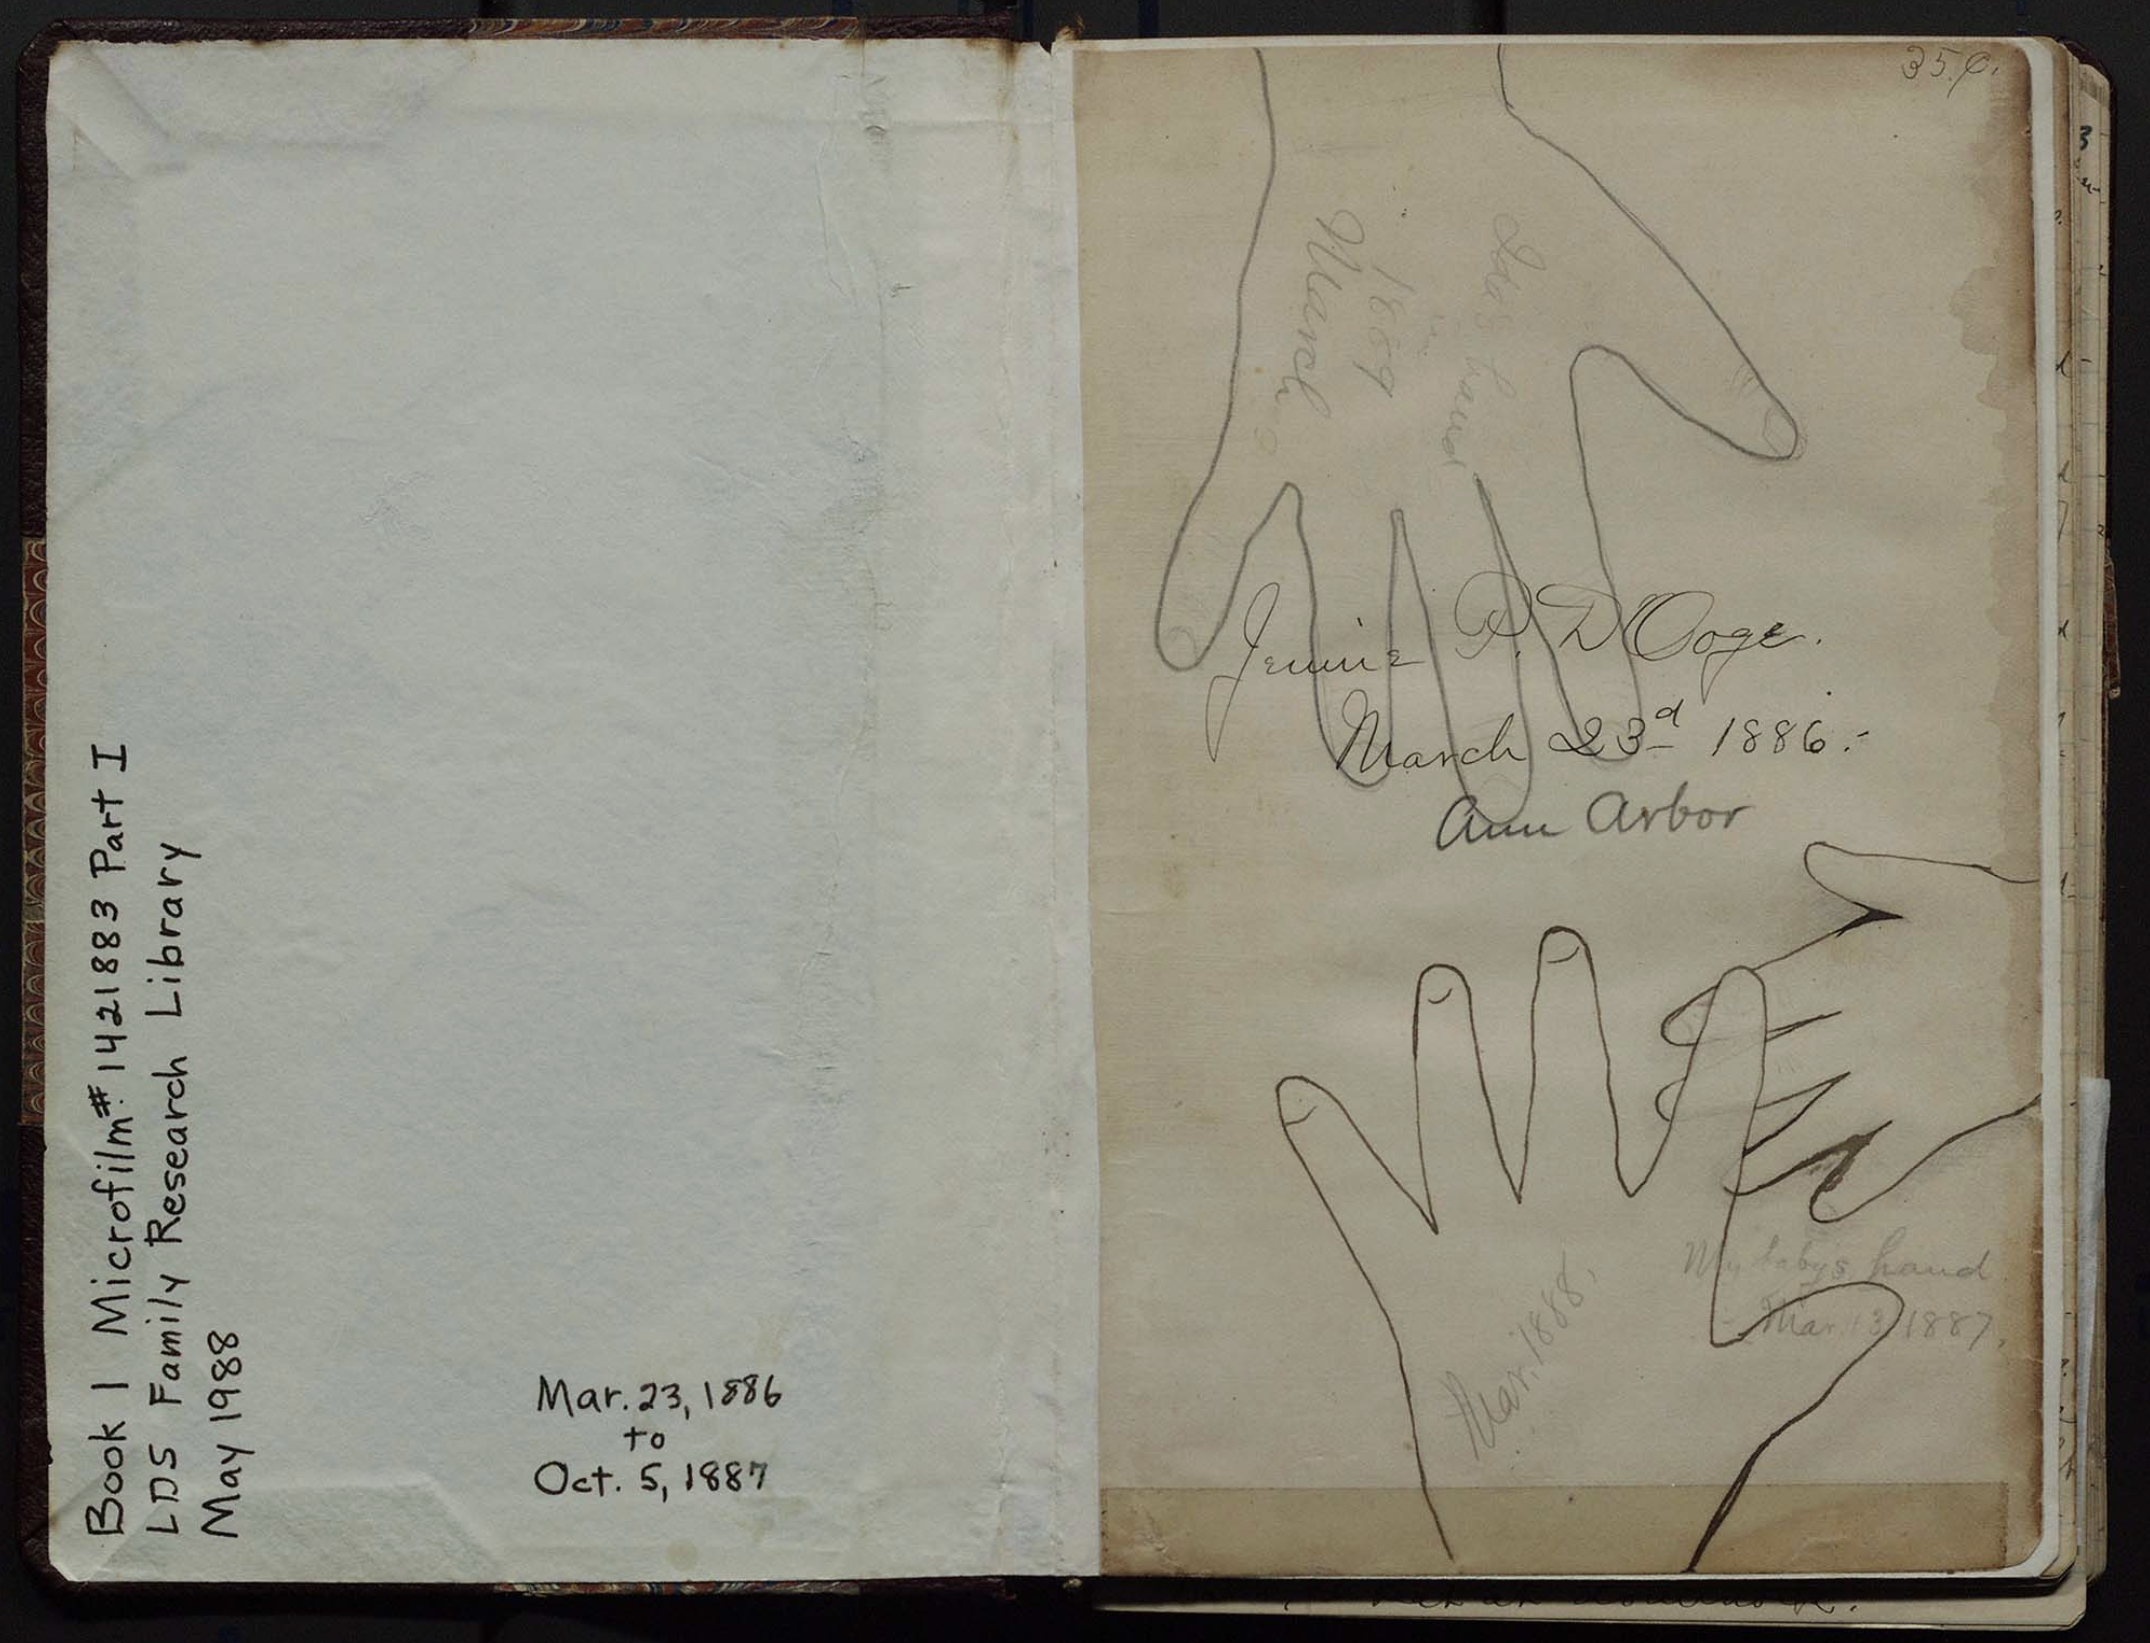 Book 1 Microfilm #1421883 Part I
LDS Family Research Library
May 1988
Mar. 23, 1886
to
Oct. 5, 1887
35¢.
hand
1889
March
Jennie P. D'Ooge.
March 23d 1886.-
Ann Arbor
My babys hand
Mar. 13 1887.
Mar. 1888.